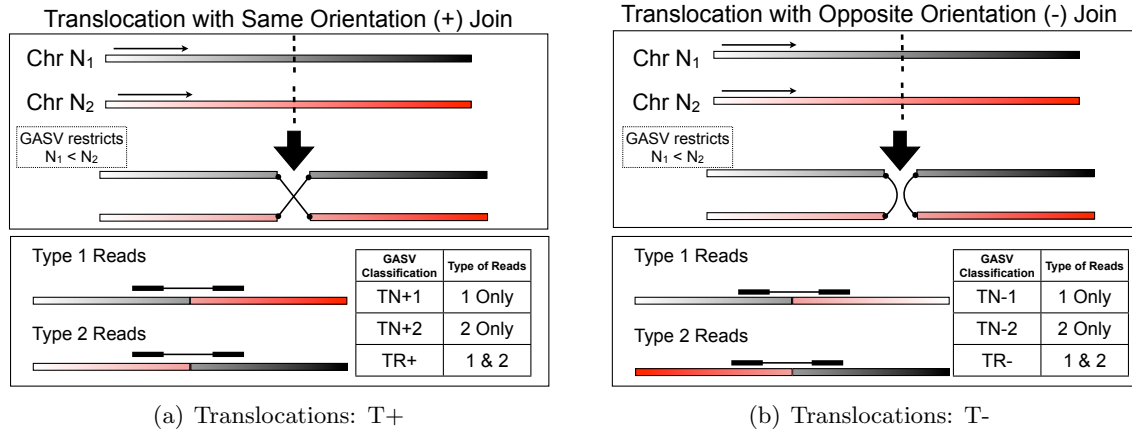 Translocation with Same Orientation (+) Join
Chr N₁
Chr N₂
GASV restricts
N₁ < N₂
Type 1 Reads
Type 2 Reads
GASV Classification Type of Reads
TN+1 1 Only
TN+2 2 Only
TR+ 1 & 2
(a) Translocations: T+
Translocation with Opposite Orientation (-) Join
Chr N₁
Chr N₂
GASV restricts
N₁ < N₂
Type 1 Reads
Type 2 Reads
GASV Classification Type of Reads
TN-1 1 Only
TN-2 2 Only
TR- 1 & 2
(b) Translocations: T-